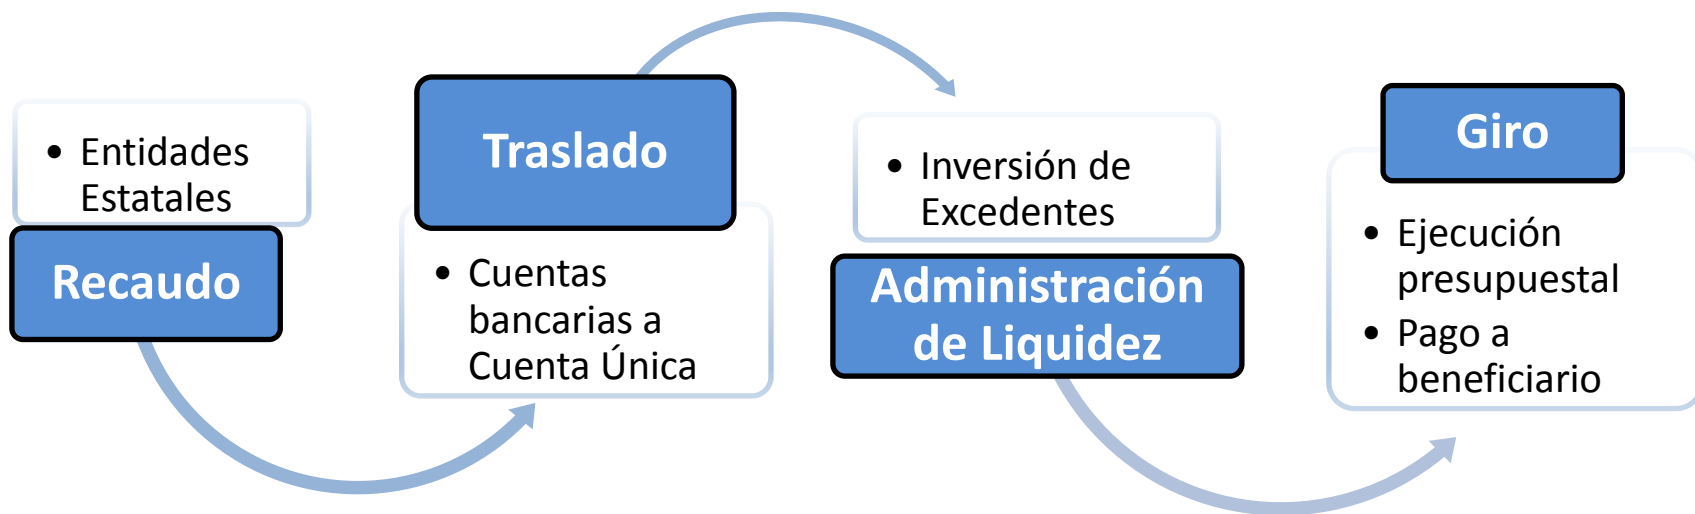 • Entidades
Estatales
Recaudo
Traslado
• Cuentas
bancarias a
Cuenta Única
• Inversión de
Excedentes
Administración
de Liquidez
Giro
• Ejecución
presupuestal
• Pago a
beneficiario